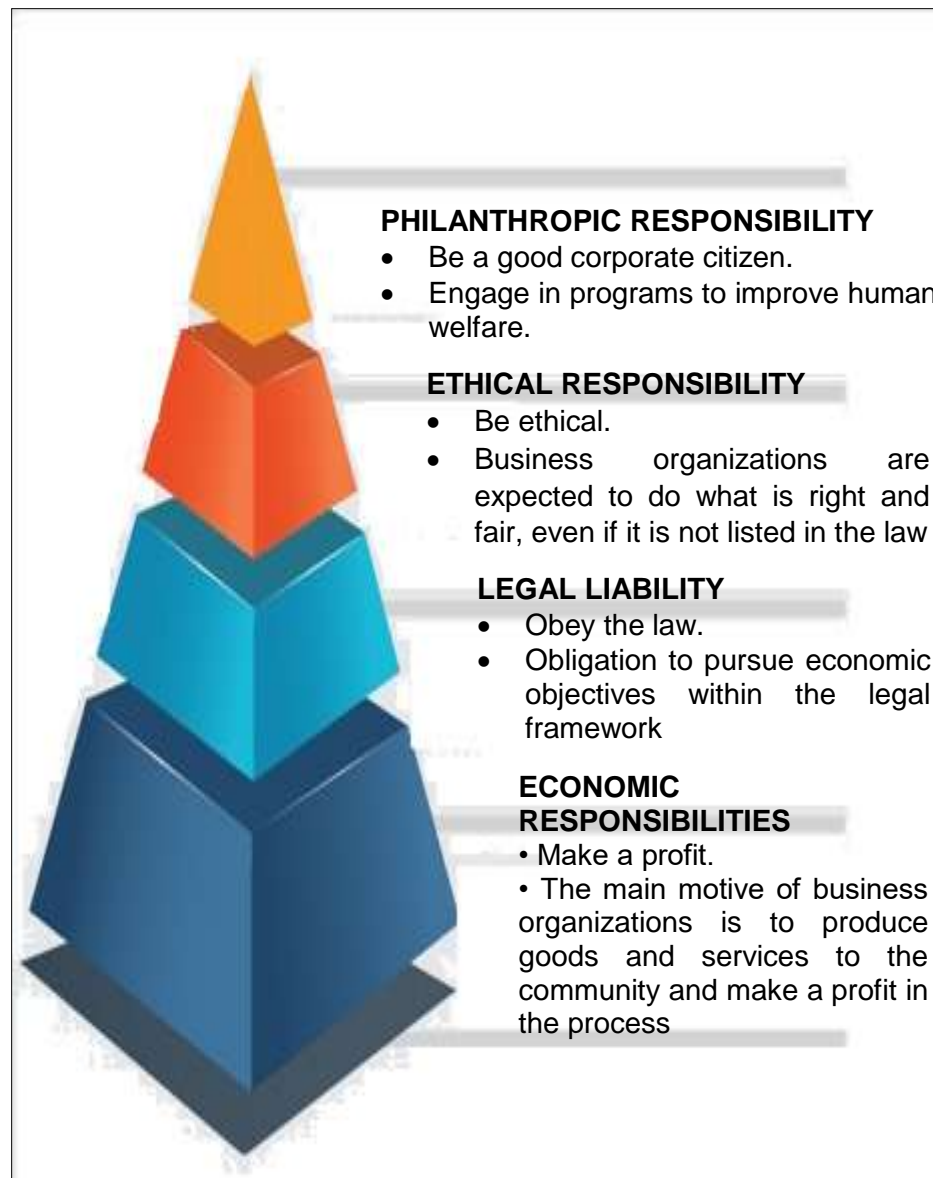 PHILANTHROPIC RESPONSIBILITY
• Be a good corporate citizen.
• Engage in programs to improve human
welfare.
ETHICAL RESPONSIBILITY
• Be ethical.
• Business organizations are
expected to do what is right and
fair, even if it is not listed in the law
LEGAL LIABILITY
• Obey the law.
• Obligation to pursue economic
objectives within the legal
framework
ECONOMIC
RESPONSIBILITIES
• Make a profit.
• The main motive of business
organizations is to produce
goods and services to the
community and make a profit in
the process